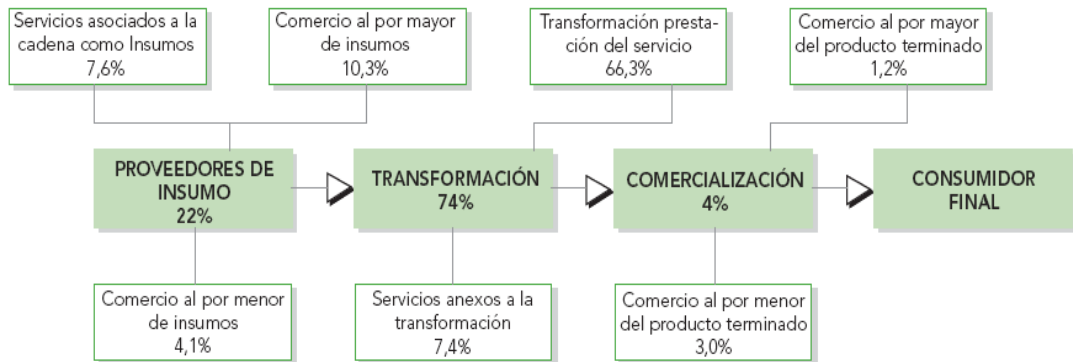 Servicios asociados a la
cadena como Insumos
7,6%
Comercio al por mayor
de insumos
10,3%
Transformación presta-
ción del servicio
66,3%
Comercio al por mayor
del producto terminado
1,2%
PROVEEDORES DE
INSUMO
22%
TRANSFORMACIÓN
74%
COMERCIALIZACIÓN
4%
CONSUMIDOR
FINAL
Comercio al por menor
de insumos
4,1%
Servicios anexos a la
transformación
7,4%
Comercio al por menor
del producto terminado
3,0%